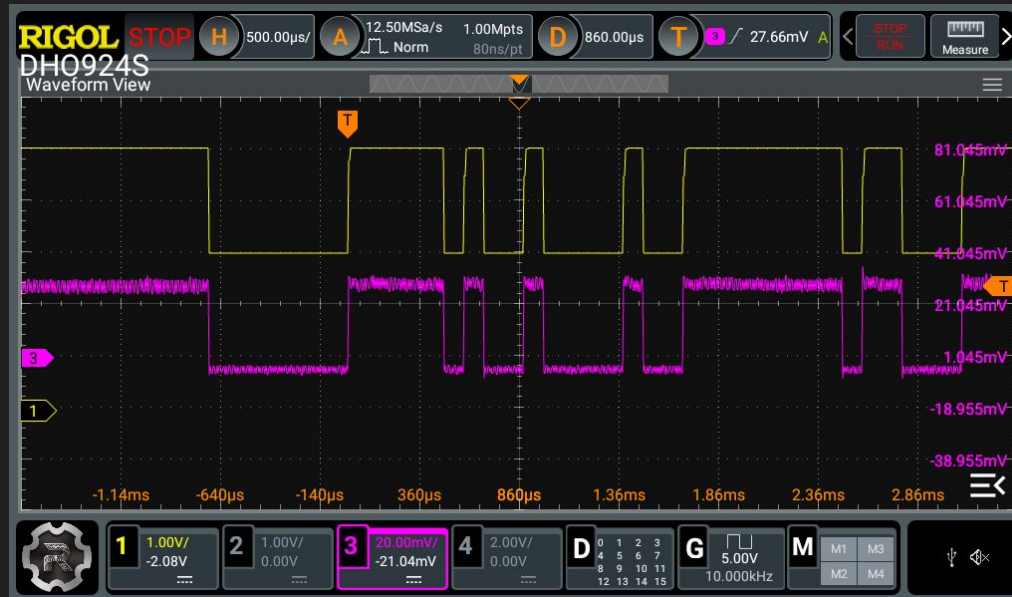 RIGOL STOP H 500.00µs/ A 12.50MSa/s 1.00Mpts D 860.00µs T 3 27.66mV A STOP
Norm 80ns/pt RUN Measure
DHO924S
Waveform View
T
81.045mV
61.045mV
41.045mV
T
21.045mV
3 1.045mV
1 -18.955mV
-38.955mV
-1.14ms -640µs -140µs 360µs 860µs 1.36ms 1.86ms 2.36ms 2.86ms
R 1 1.00V/ 2 1.00V/ 3 20.00mV/ 4 2.00V/ D 0 1 2 3 G 5.00V M M1 M3
-2.08V 0.00V -21.04mV 0.00V 4 5 6 7 10.000kHz M2 M4
8 9 10 11
12 13 14 15